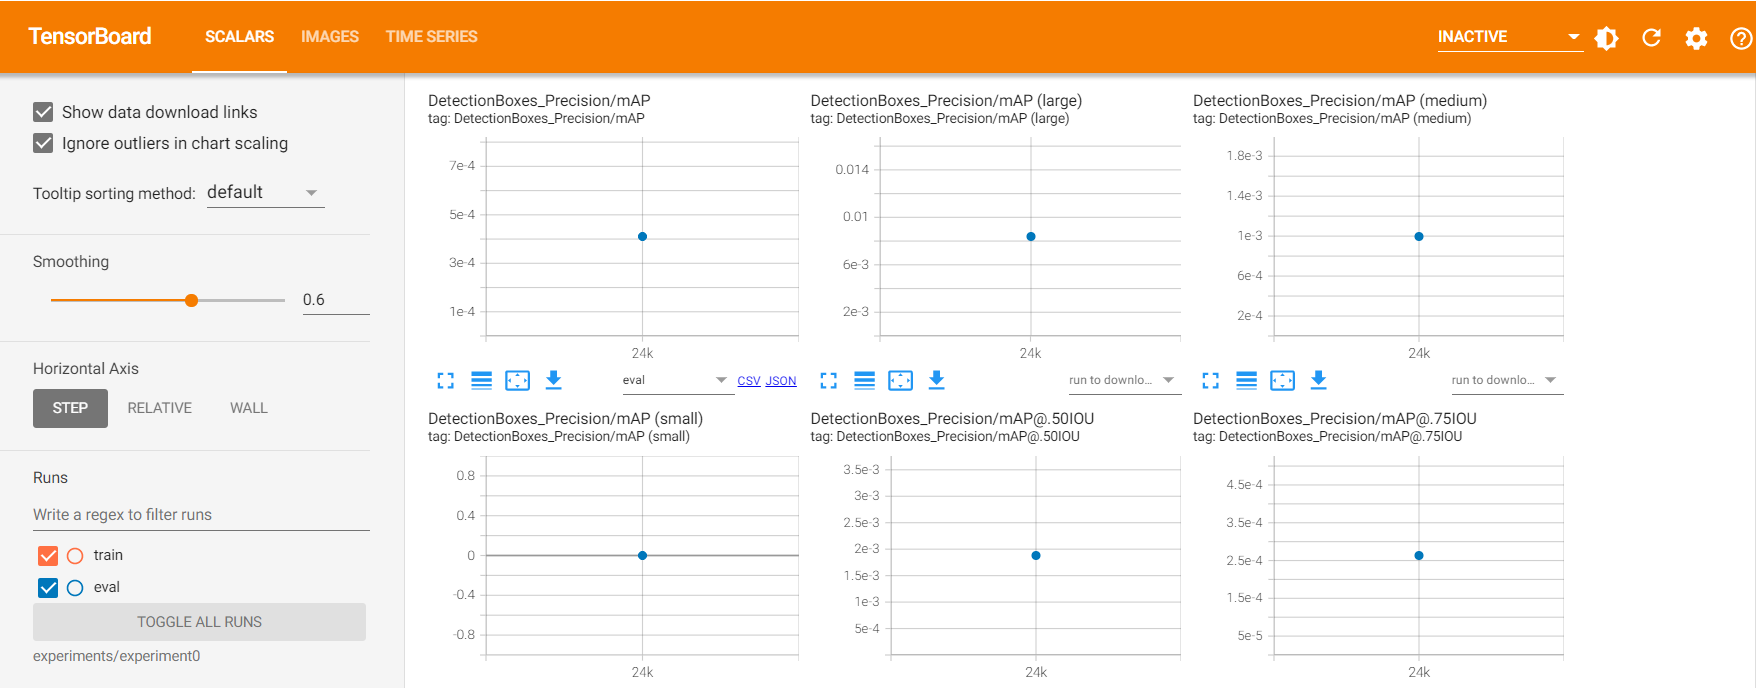 TensorBoard
SCALARS
IMAGES
TIME SERIES
INACTIVE
Show data download links
Ignore outliers in chart scaling
Tooltip sorting method: default
Smoothing
0.6
Horizontal Axis
STEP
RELATIVE
WALL
Runs
Write a regex to filter runs
train
eval
TOGGLE ALL RUNS
experiments/experiment0
DetectionBoxes_Precision/mAP
tag: DetectionBoxes_Precision/mAP
7e-4
5e-4
3e-4
1e-4
24k
eval
CSV JSON
DetectionBoxes_Precision/mAP (large)
tag: DetectionBoxes_Precision/mAP (large)
0.014
0.01
6e-3
2e-3
24k
run to downlo...
DetectionBoxes_Precision/mAP (medium)
tag: DetectionBoxes_Precision/mAP (medium)
1.8e-3
1.4e-3
1e-3
6e-4
2e-4
24k
run to downlo...
DetectionBoxes_Precision/mAP (small)
tag: DetectionBoxes_Precision/mAP (small)
0.8
0.4
0
-0.4
-0.8
24k
DetectionBoxes_Precision/mAP@.50IOU
tag: DetectionBoxes_Precision/mAP@.50IOU
3.5e-3
3e-3
2.5e-3
2e-3
1.5e-3
1e-3
5e-4
24k
DetectionBoxes_Precision/mAP@.75IOU
tag: DetectionBoxes_Precision/mAP@.75IOU
4.5e-4
3.5e-4
2.5e-4
1.5e-4
5e-5
24k